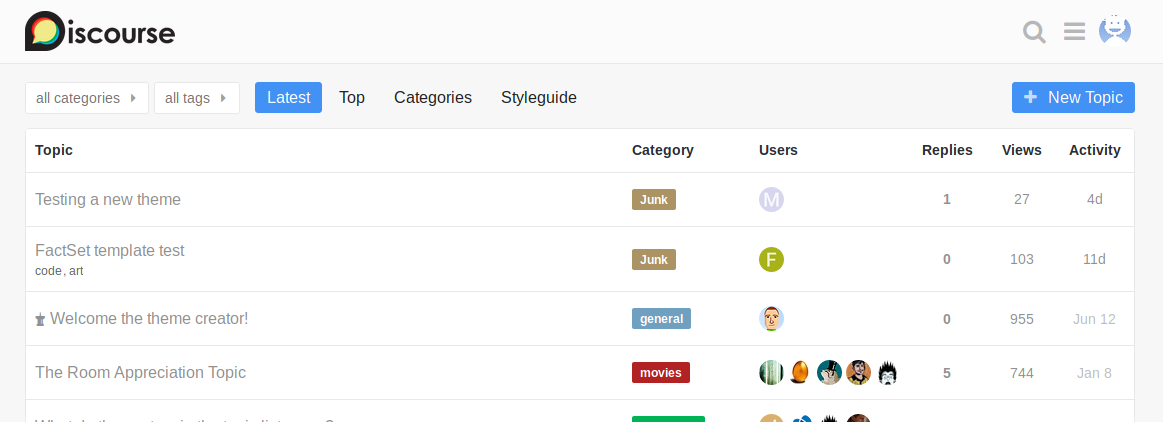 Discourse
all categories all tags Latest Top Categories Styleguide + New Topic
Topic Category Users Replies Views Activity
Testing a new theme Junk M 1 27 4d
FactSet template test Junk F 0 103 11d
code, art
Welcome the theme creator! general 0 955 Jun 12
The Room Appreciation Topic movies 5 744 Jan 8